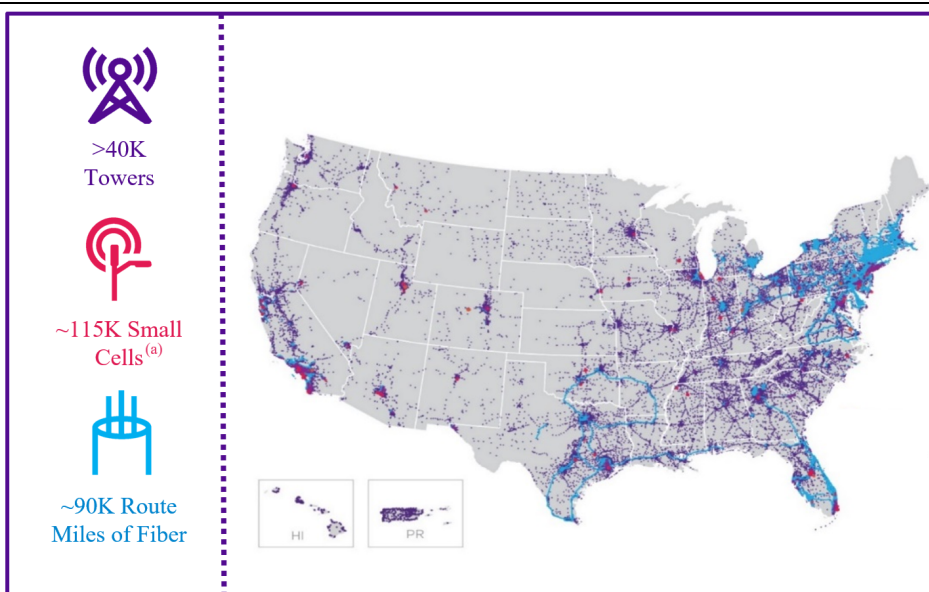 >40K
Towers
~115K Small
Cells(a)
~90K Route
Miles of Fiber
HI
PR